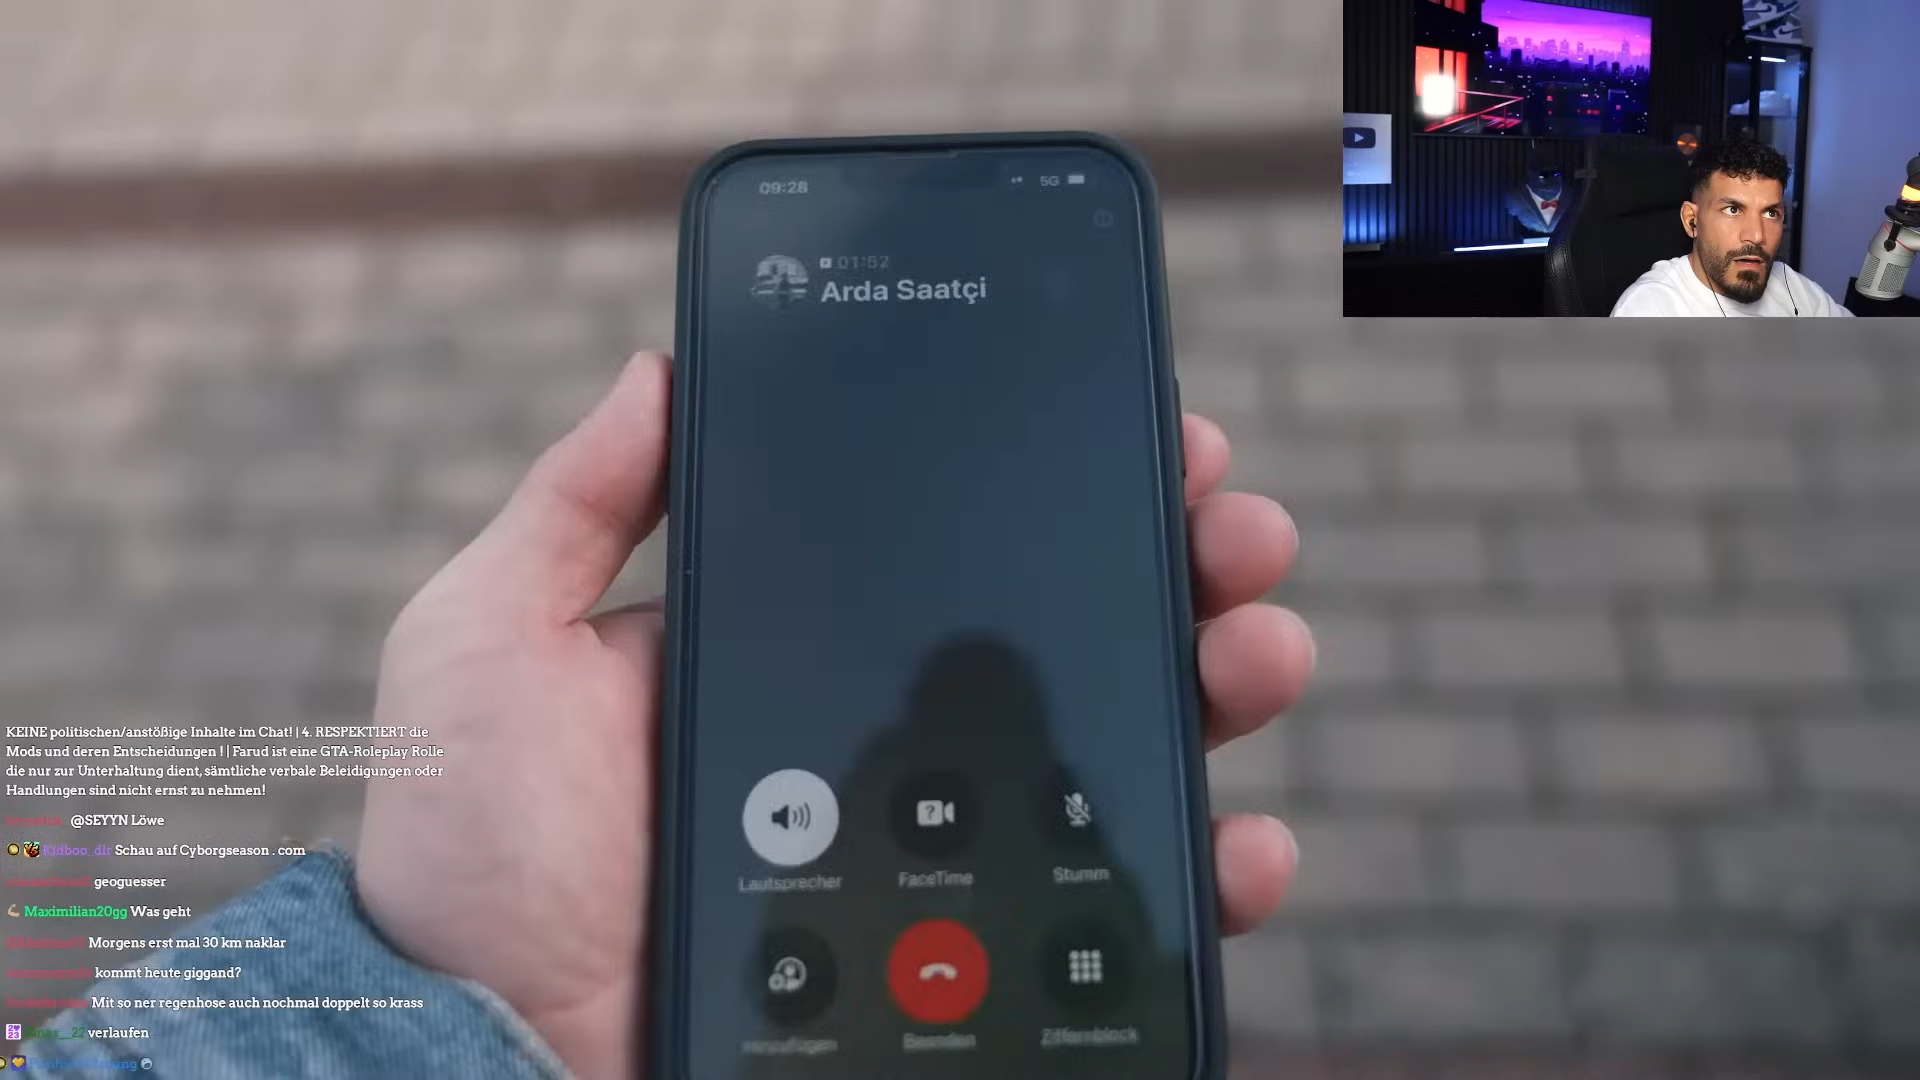 09:28
5G
01:52
Arda Saatçi
Lautsprecher
FaceTime
Stumm
Hinzufügen
Beenden
Ziffernblock
KEINE politischen/anstößige Inhalte im Chat! | 4. RESPEKTIERT die
Mods und deren Entscheidungen ! | Farud ist eine GTA-Roleplay Rolle
die nur zur Unterhaltung dient, sämtliche verbale Beleidigungen oder
Handlungen sind nicht ernst zu nehmen!
@SEYYN Löwe
Kidboo_dlr Schau auf Cyborgseason . com
geoguesser
Maximilian20gg Was geht
Morgens erst mal 30 km naklar
kommt heute giggand?
Mit so ner regenhose auch nochmal doppelt so krass
verlaufen